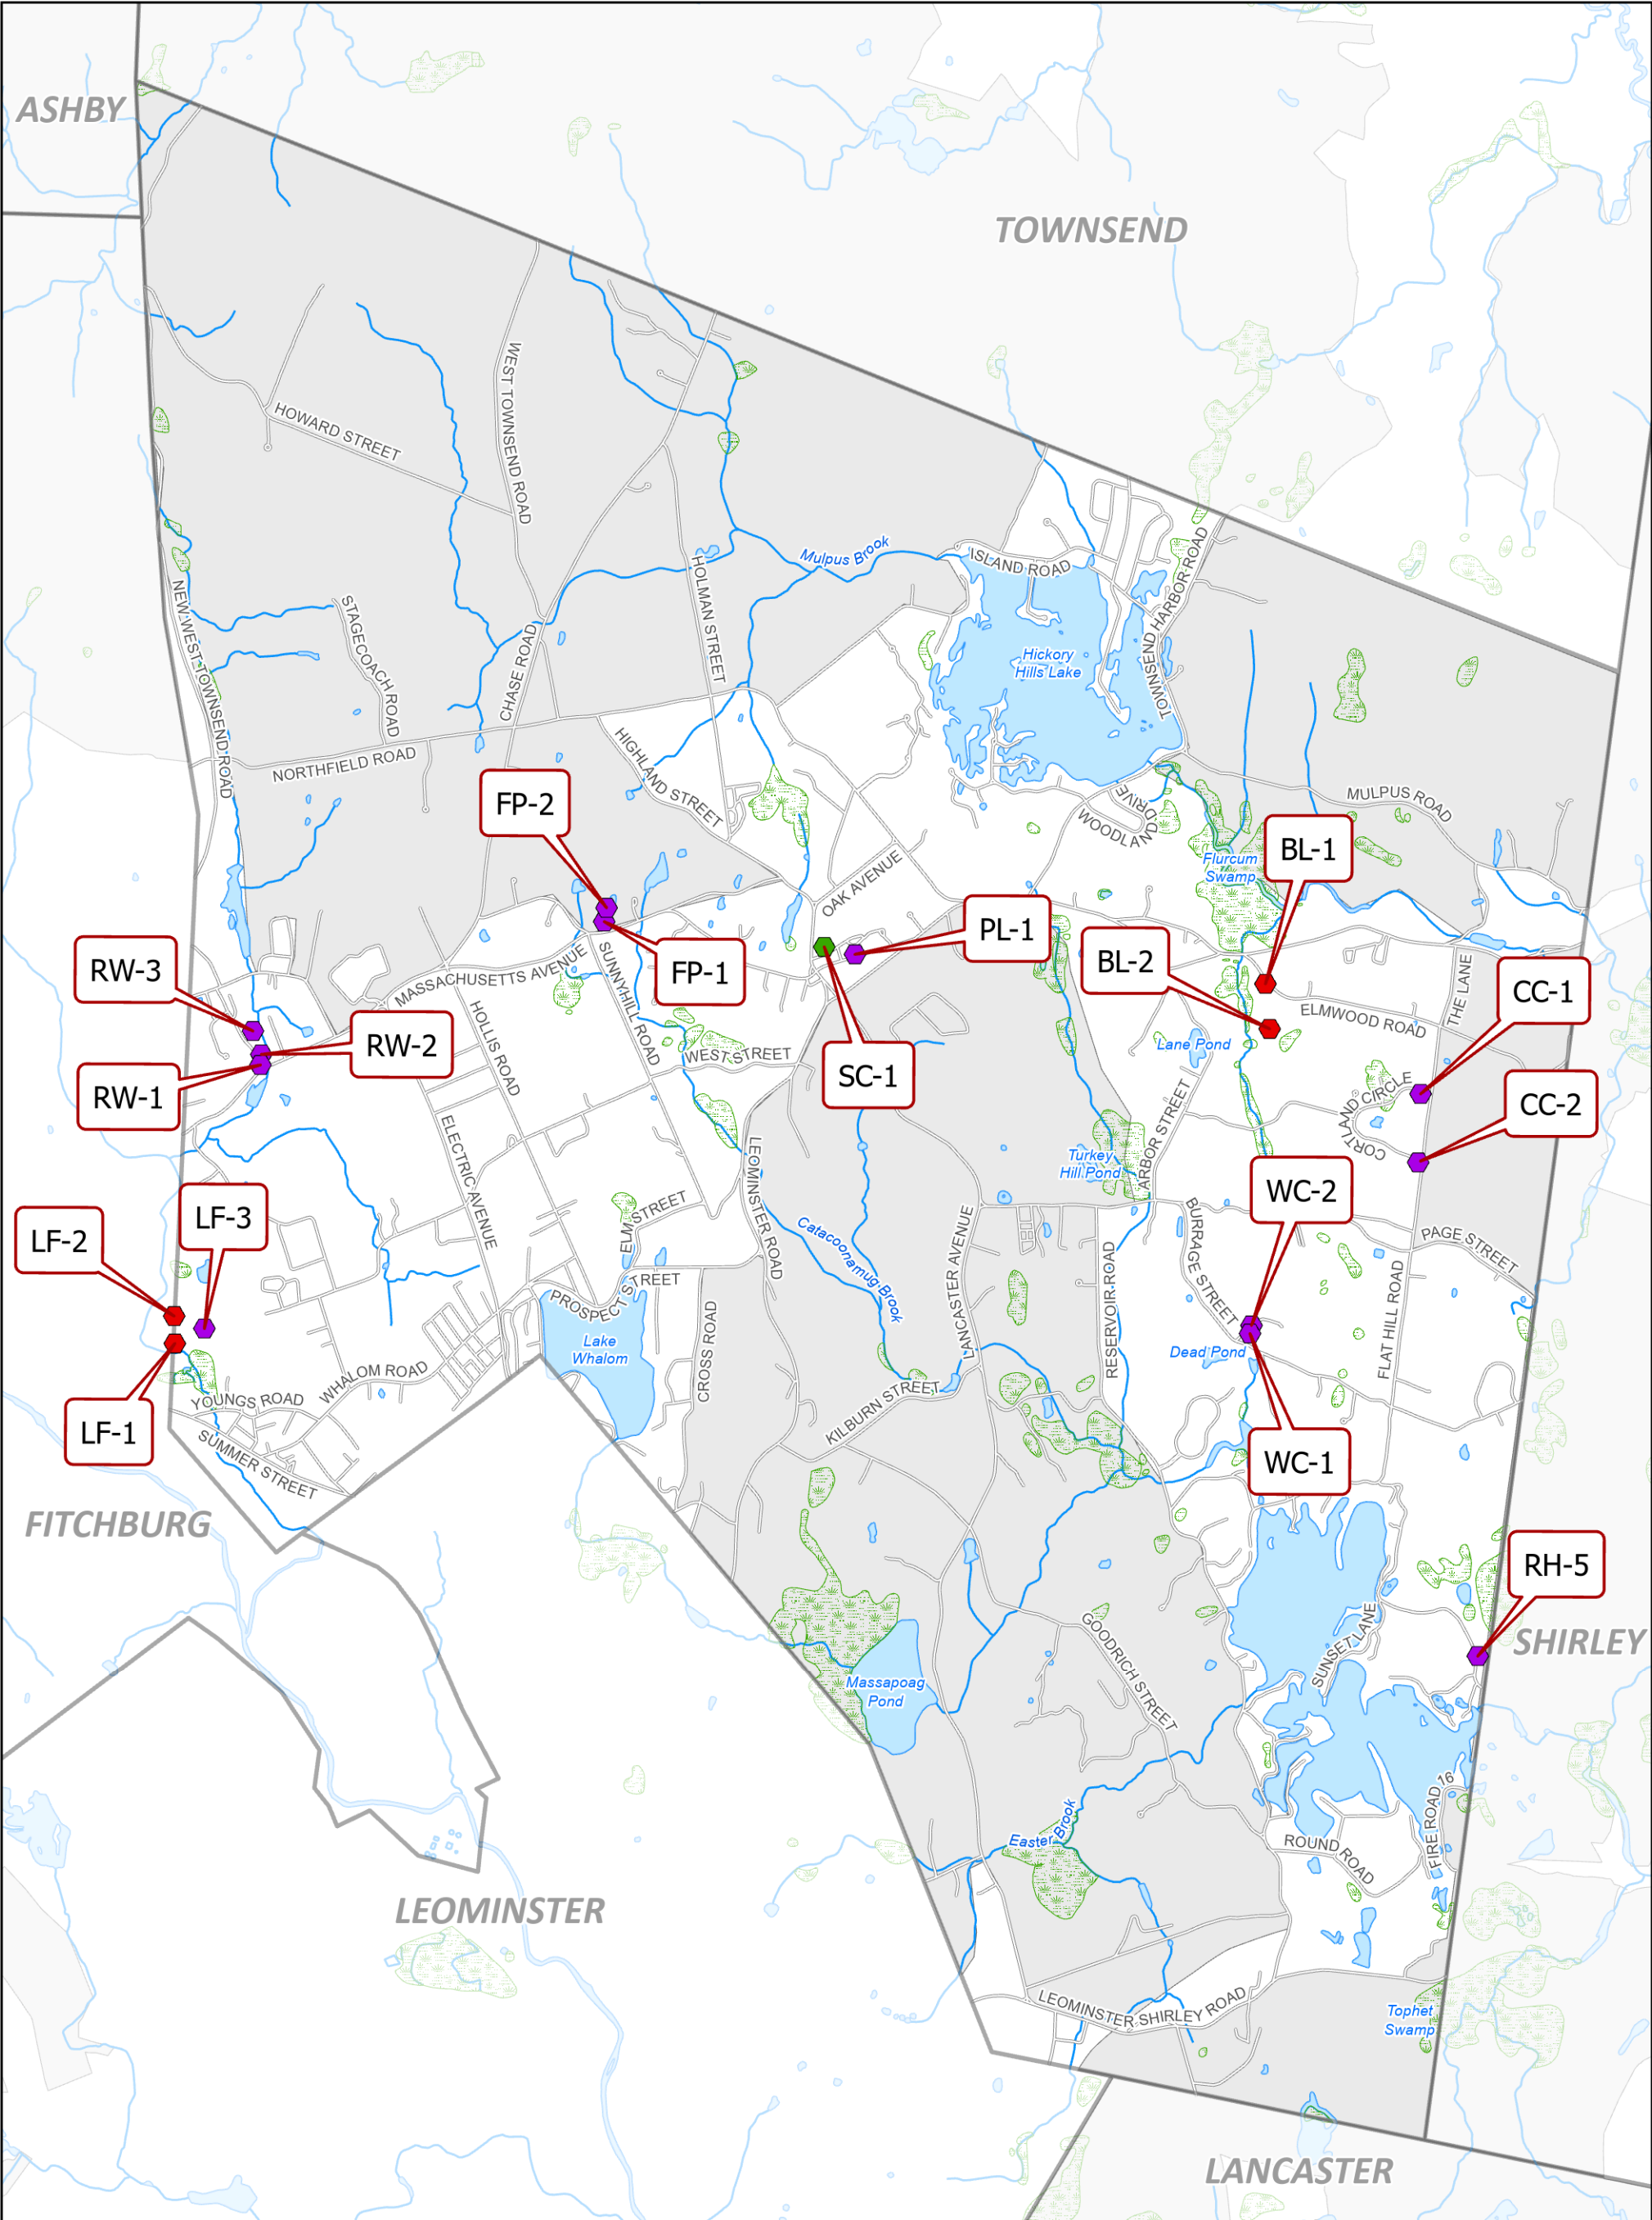 ASHBY
TOWNSEND
HOWARD STREET
WEST TOWNSEND ROAD
Mulpus Brook
ISLAND ROAD
TOWNSEND HARBOR ROAD
HOLMAN STREET
NEW WEST TOWNSEND ROAD
STAGECOACH ROAD
CHASE ROAD
Hickory
Hills Lake
NORTHFIELD ROAD
HIGHLAND STREET
MULPUS ROAD
WOODLAND DRIVE
FP-2
BL-1
Flurcum
Swamp
OAK AVENUE
PL-1
BL-2
RW-3
FP-1
MASSACHUSETTS AVENUE
SUNNYHILL ROAD
CC-1
THE LANE
ELMWOOD ROAD
HOLLIS ROAD
RW-2
WEST STREET
SC-1
Lane Pond
RW-1
CORTLAND CIRCLE
CORTL
CC-2
ARBOR STREET
ELECTRIC AVENUE
LEOMINSTER ROAD
Turkey
Hill Pond
WC-2
LF-3
LF-2
ELM STREET
Catacoonamug Brook
LANCASTER AVENUE
BURRAGE STREET
PAGE STREET
RESERVOIR ROAD
FLAT HILL ROAD
PROSPECT STREET
Lake
Whalom
CROSS ROAD
Dead Pond
KILBURN STREET
WHALOM ROAD
YOUNGS ROAD
LF-1
SUMMER STREET
WC-1
FITCHBURG
RH-5
SHIRLEY
GOODRICH STREET
SUNSET LANE
Massapoag
Pond
FIRE ROAD 16
Easter Brook
ROUND ROAD
LEOMINSTER
LEOMINSTER SHIRLEY ROAD
Tophet
Swamp
LANCASTER